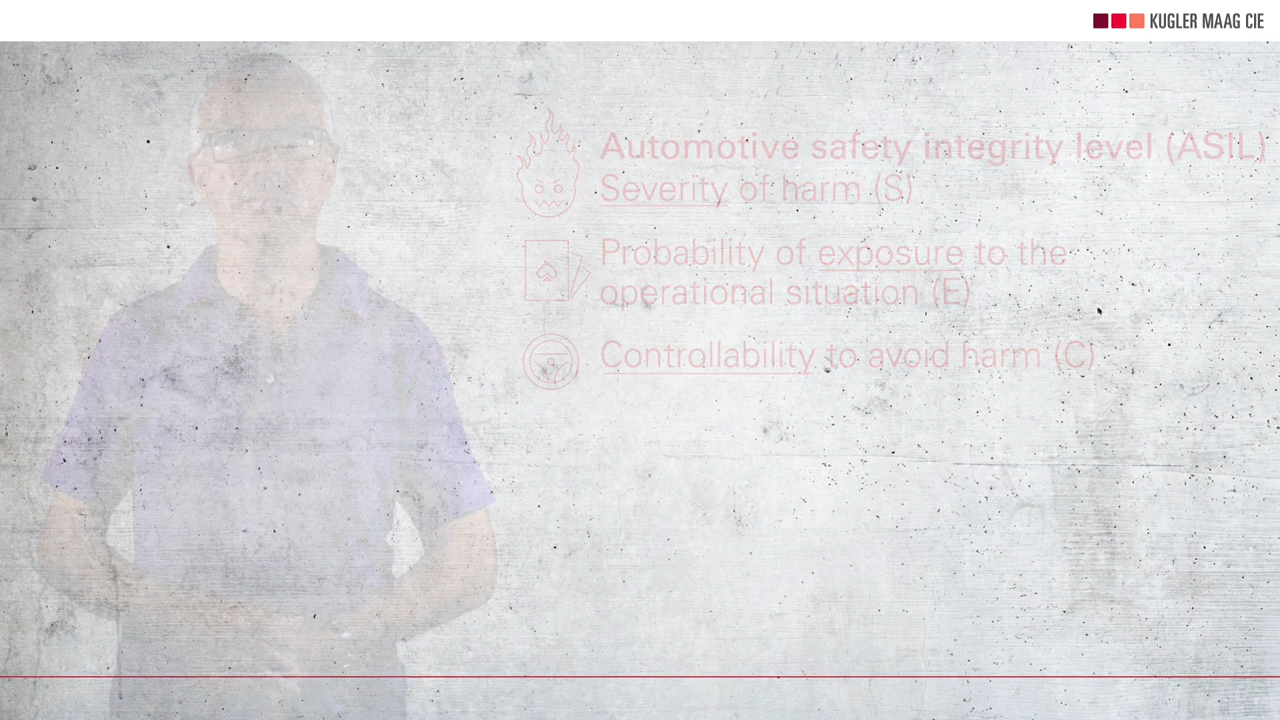 KUGLER MAAG CIE
Automotive safety integrity level (ASIL)
Severity of harm (S)
Probability of exposure to the
operational situation (E)
Controllability to avoid harm (C)